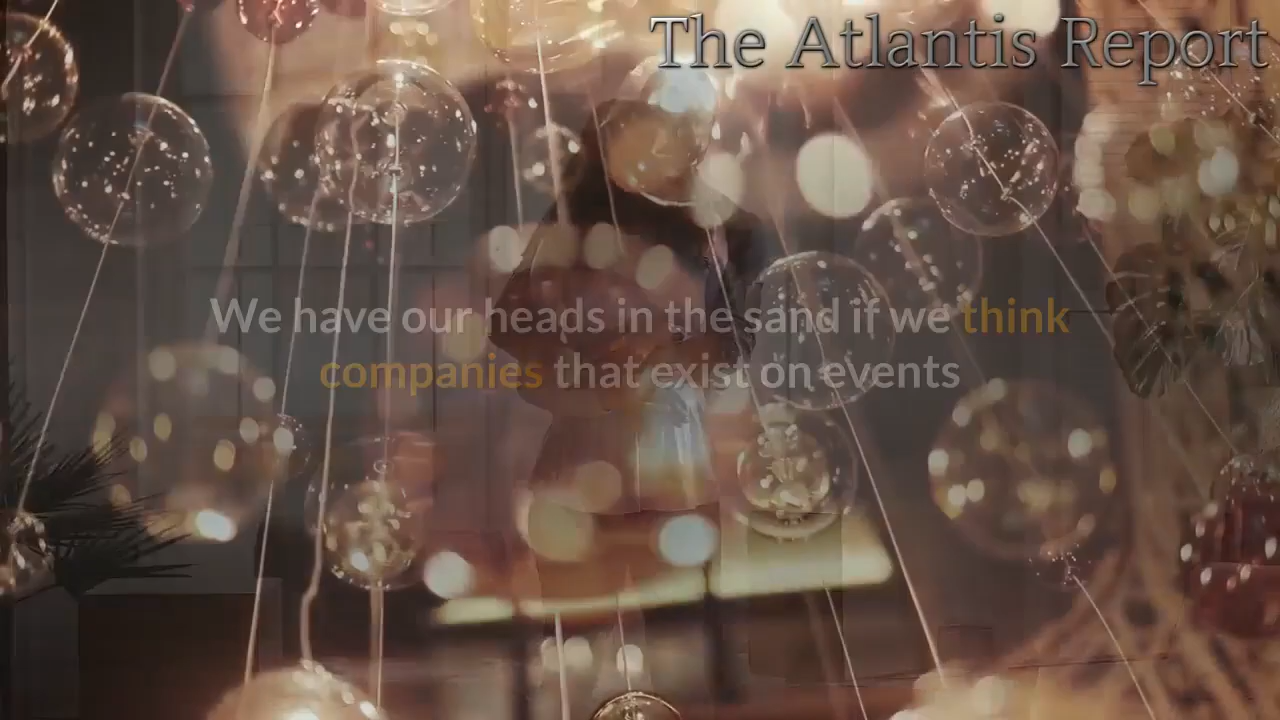 The Atlantis Report
We have our heads in the sand if we think
companies that exist on events